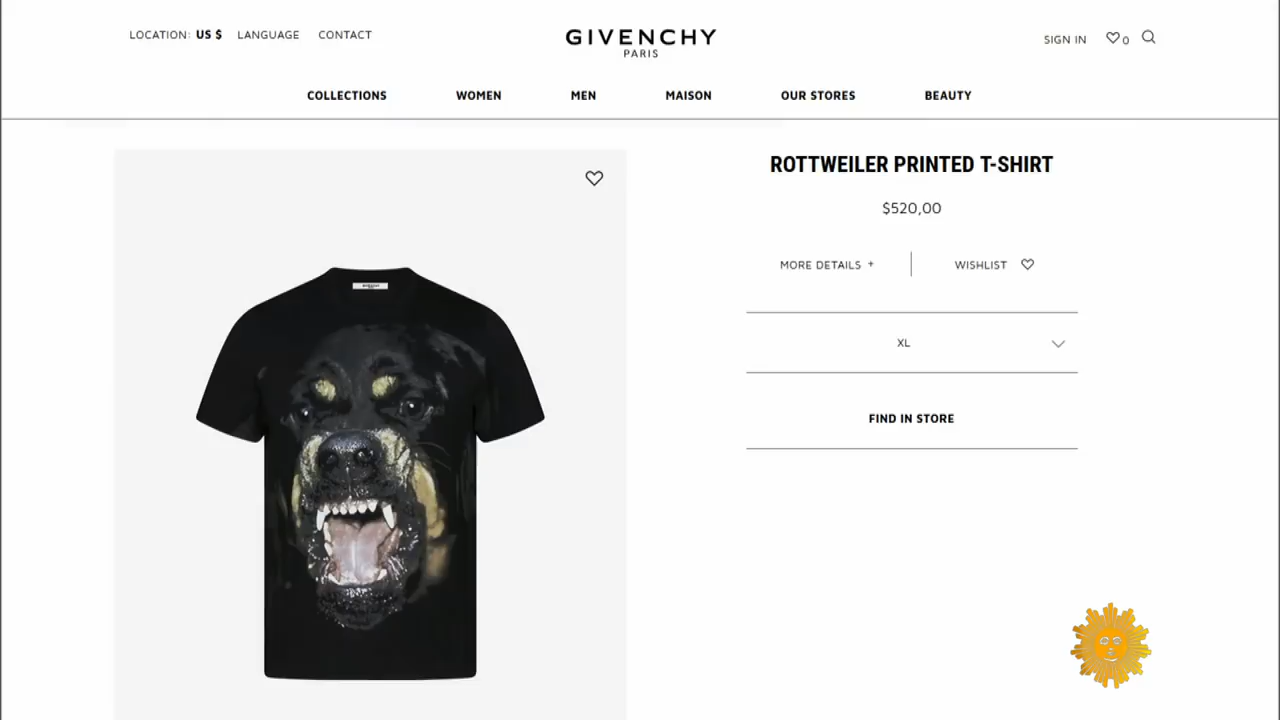 LOCATION: US $ LANGUAGE CONTACT
GIVENCHY
PARIS
SIGN IN 0
COLLECTIONS WOMEN MEN MAISON OUR STORES BEAUTY
ROTTWEILER PRINTED T-SHIRT
$520,00
MORE DETAILS + WISHLIST
XL
FIND IN STORE